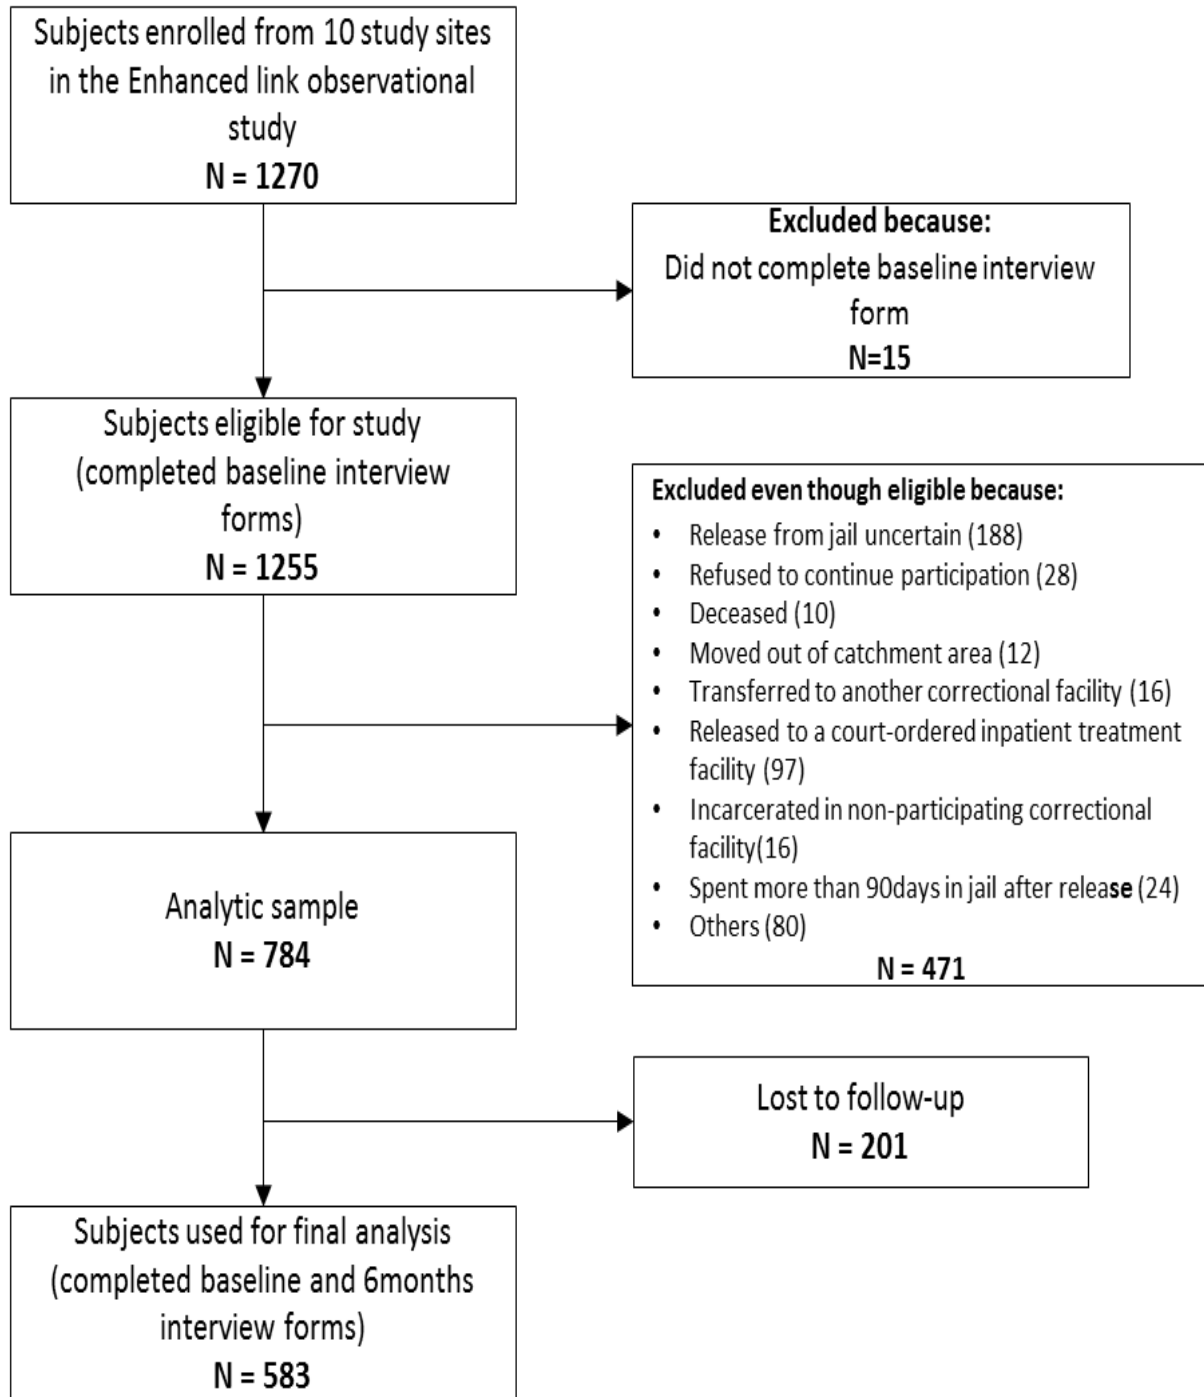 Subjects enrolled from 10 study sites
in the Enhanced link observational
study
N = 1270
Excluded because:
Did not complete baseline interview
form
N=15
Subjects eligible for study
(completed baseline interview
forms)
N = 1255
Excluded even though eligible because:
• Release from jail uncertain (188)
• Refused to continue participation (28)
• Deceased (10)
• Moved out of catchment area (12)
• Transferred to another correctional facility (16)
• Released to a court-ordered inpatient treatment
facility (97)
• Incarcerated in non-participating correctional
facility(16)
• Spent more than 90days in jail after release (24)
• Others (80)
N = 471
Analytic sample
N = 784
Lost to follow-up
N = 201
Subjects used for final analysis
(completed baseline and 6months
interview forms)
N = 583